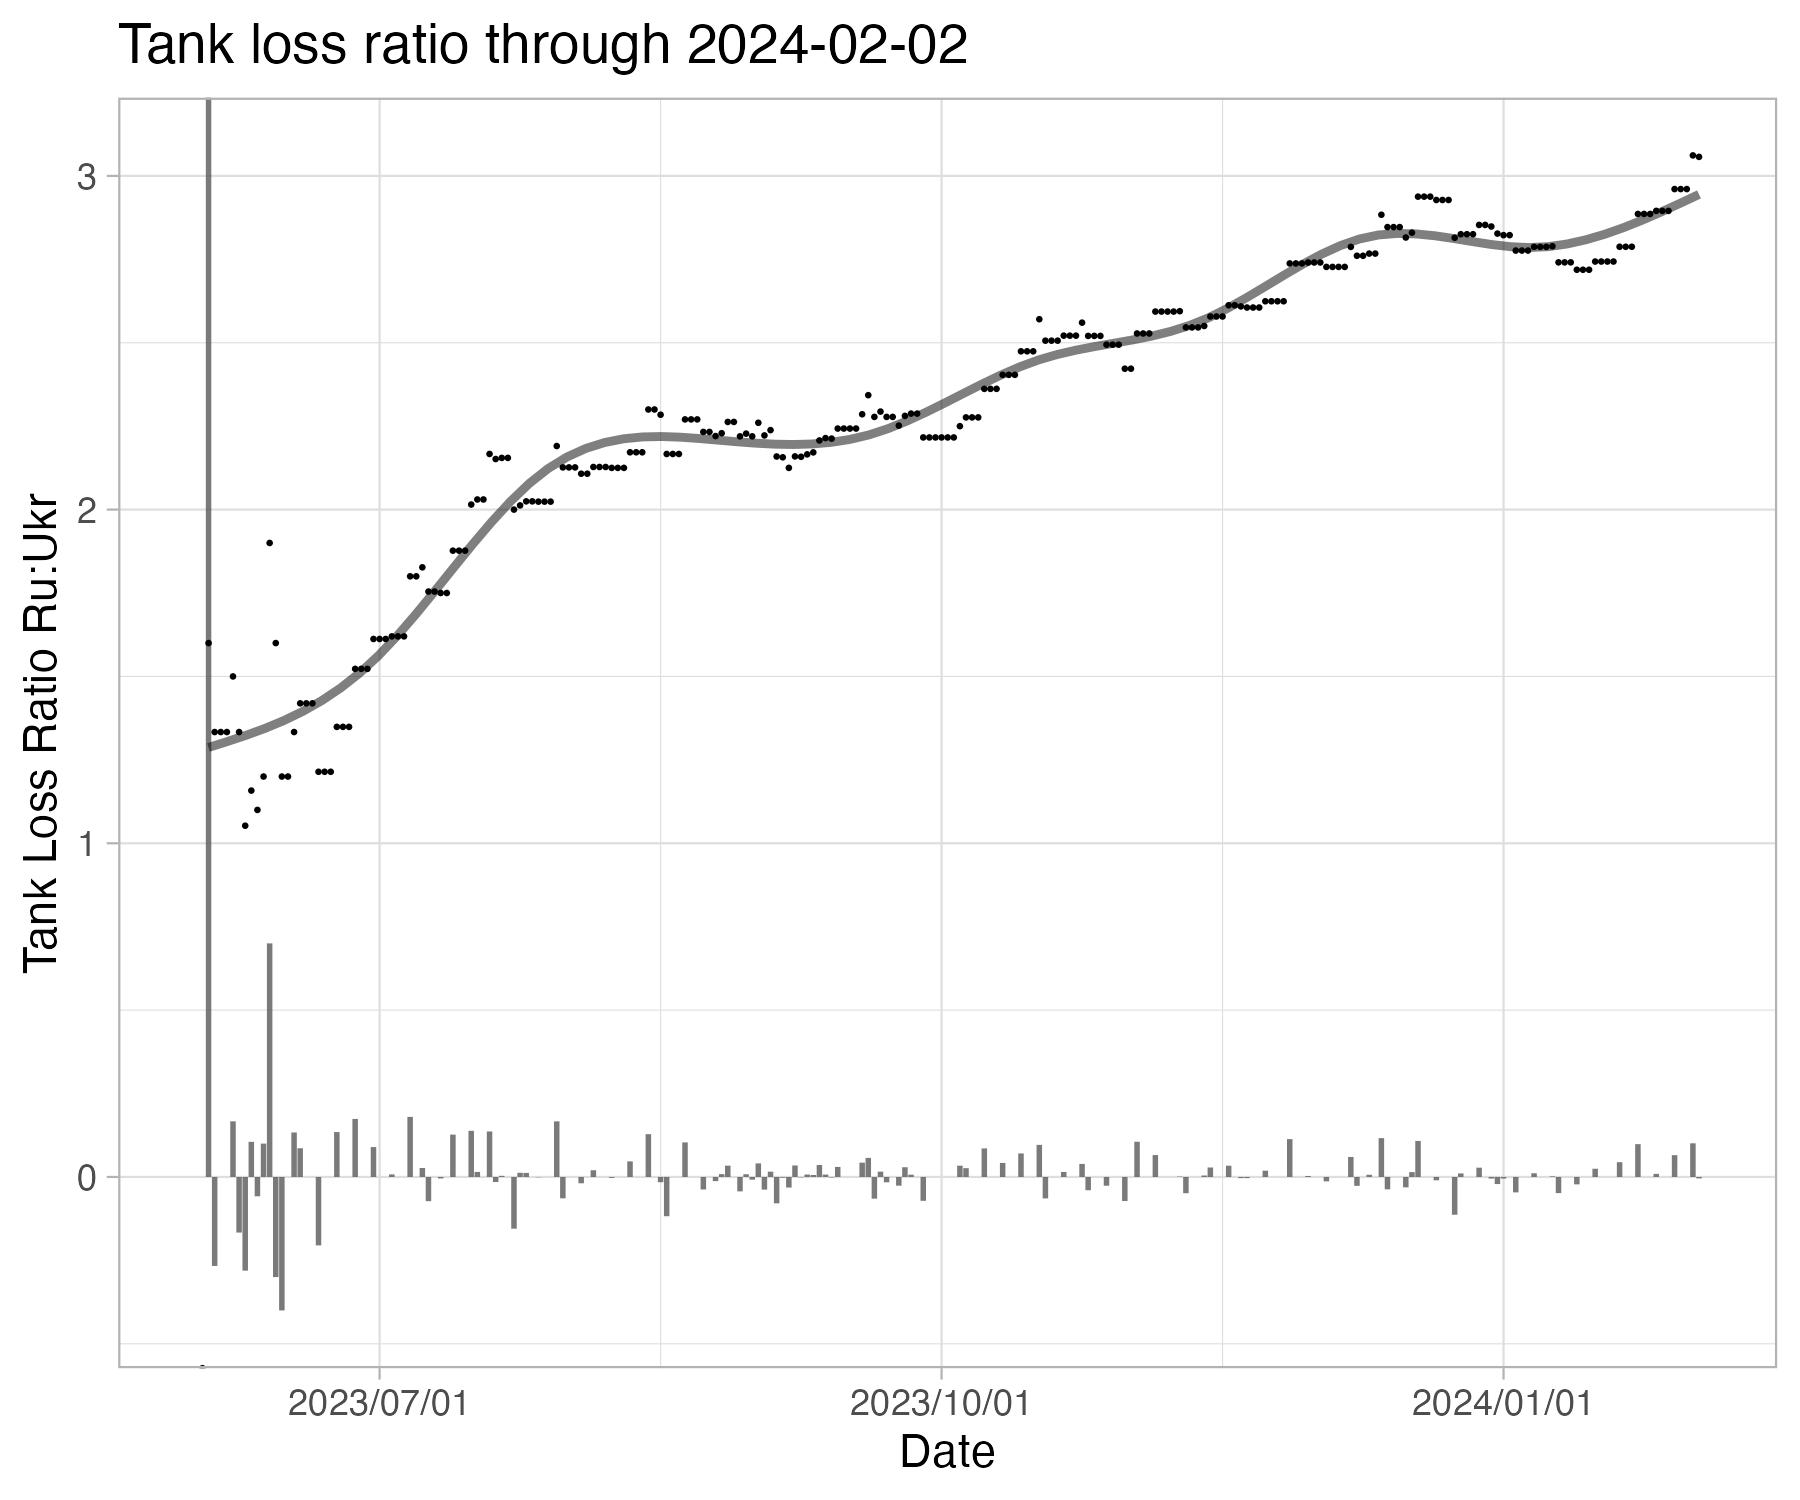 Tank loss ratio through 2024-02-02
Tank Loss Ratio Ru:Ukr
3
2
1
0
2023/07/01 2023/10/01 2024/01/01
Date